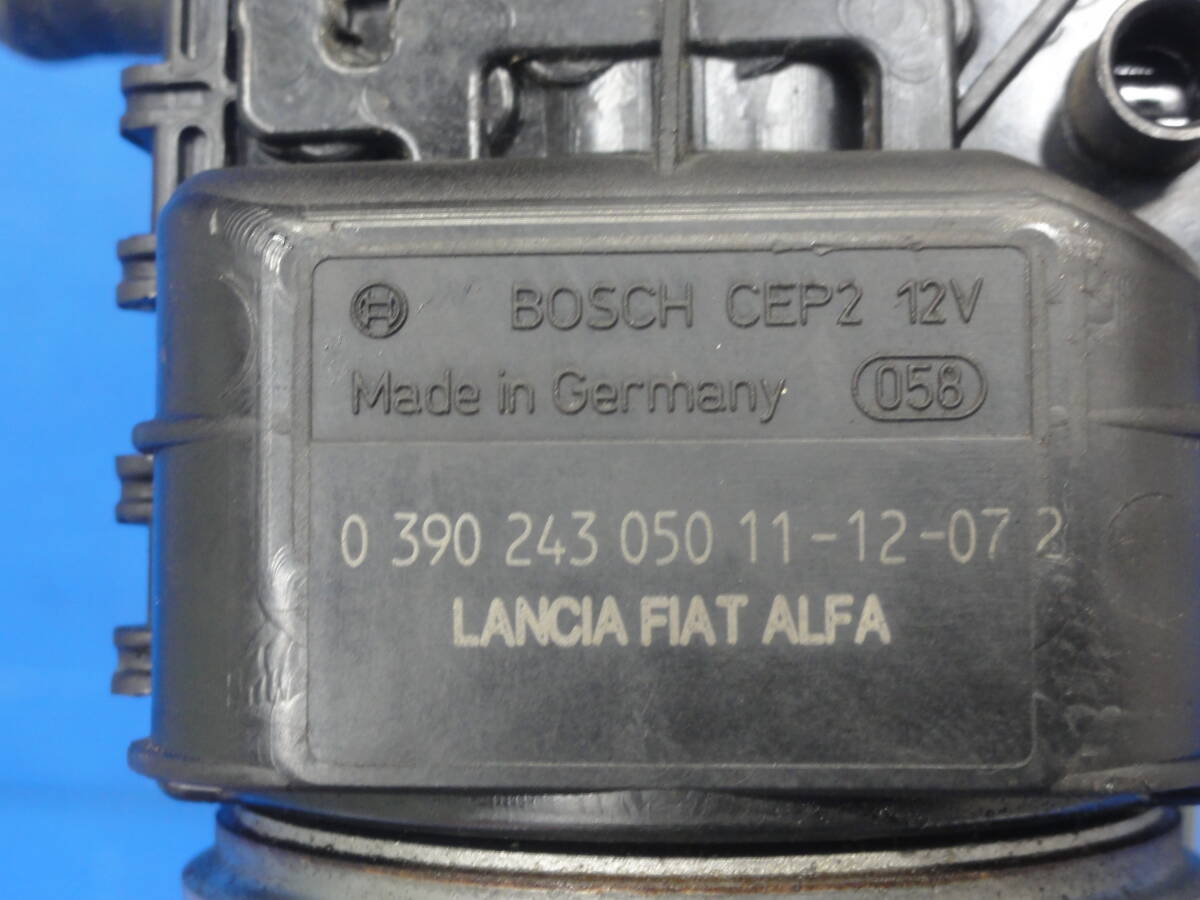 BOSCH CEP2 12V
Made in Germany 058
0 390 243 050 11-12-07 2
LANCIA FIAT ALFA